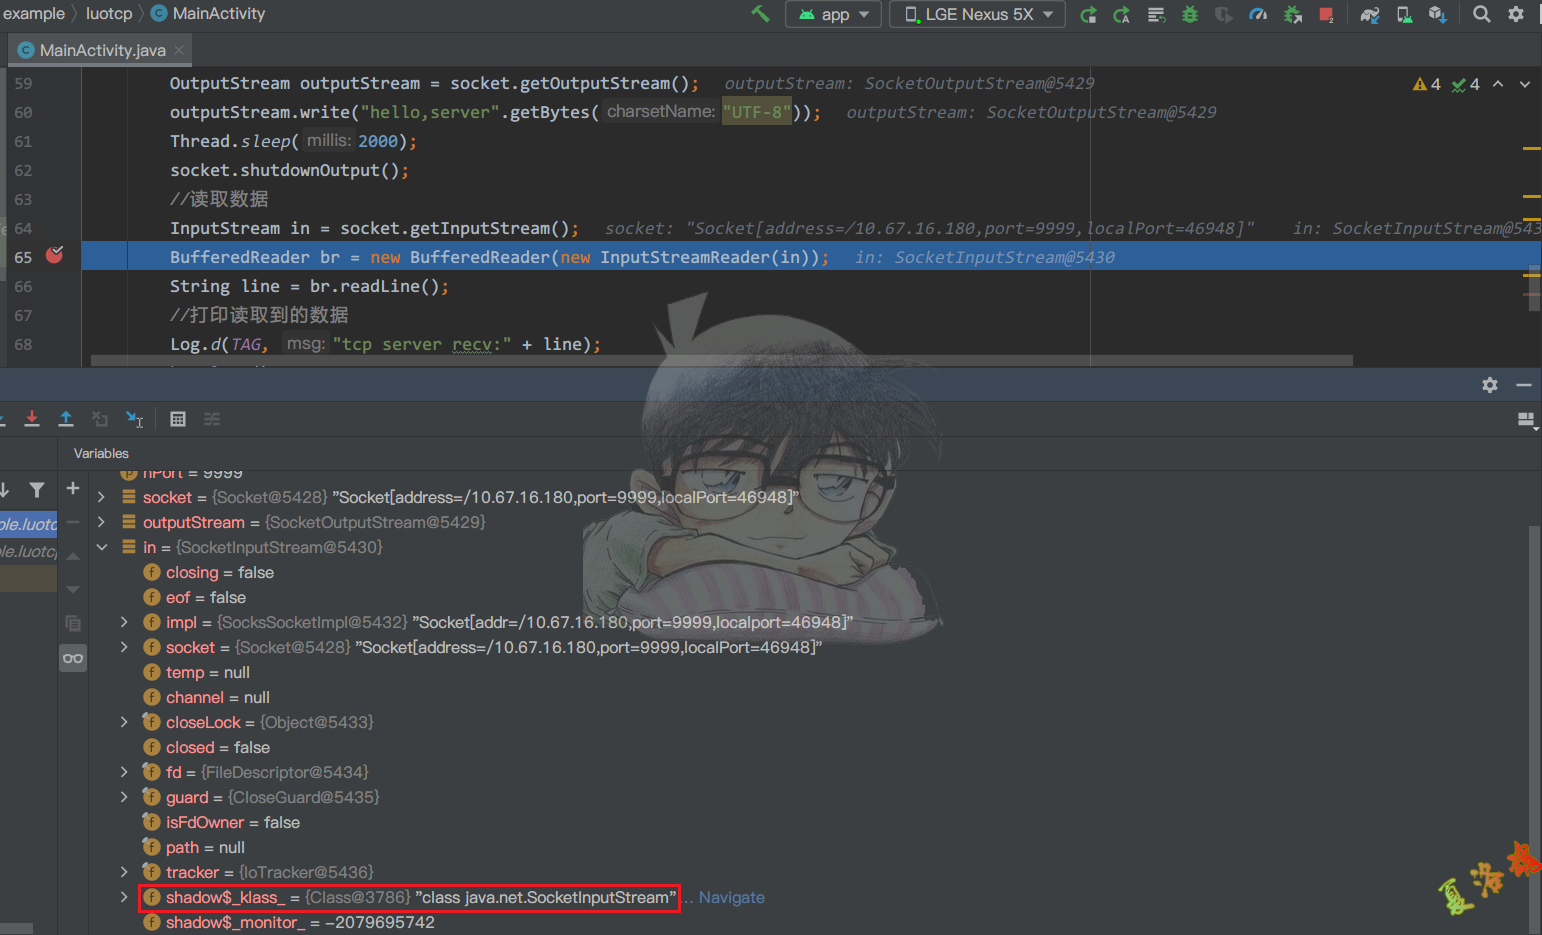 example 〉 luotcp 〉 MainActivity
app
LGE Nexus 5X
MainActivity.java
4 4
59 OutputStream outputStream = socket.getOutputStream(); outputStream: SocketOutputStream@5429
60 outputStream.write("hello,server".getBytes( charsetName: "UTF-8")); outputStream: SocketOutputStream@5429
61 Thread.sleep( millis: 2000);
62 socket.shutdownOutput();
63 //读取数据
64 InputStream in = socket.getInputStream(); socket: "Socket[address=/10.67.16.180,port=9999,localPort=46948]" in: SocketInputStream@543
65 BufferedReader br = new BufferedReader(new InputStreamReader(in)); in: SocketInputStream@5430
66 String line = br.readLine();
67 //打印读取到的数据
68 Log.d(TAG, msg: "tcp server recv:" + line);
Variables
nPort = 9999
socket = {Socket@5428} "Socket[address=/10.67.16.180,port=9999,localPort=46948]"
outputStream = {SocketOutputStream@5429}
in = {SocketInputStream@5430}
closing = false
eof = false
impl = {SocksSocketImpl@5432} "Socket[addr=/10.67.16.180,port=9999,localport=46948]"
socket = {Socket@5428} "Socket[address=/10.67.16.180,port=9999,localPort=46948]"
temp = null
channel = null
closeLock = {Object@5433}
closed = false
fd = {FileDescriptor@5434}
guard = {CloseGuard@5435}
isFdOwner = false
path = null
tracker = {IoTracker@5436}
shadow$_klass_ = {Class@3786} "class java.net.SocketInputStream" ... Navigate
shadow$_monitor_ = -2079695742
ple.luotc
le.luotcp
夏洛